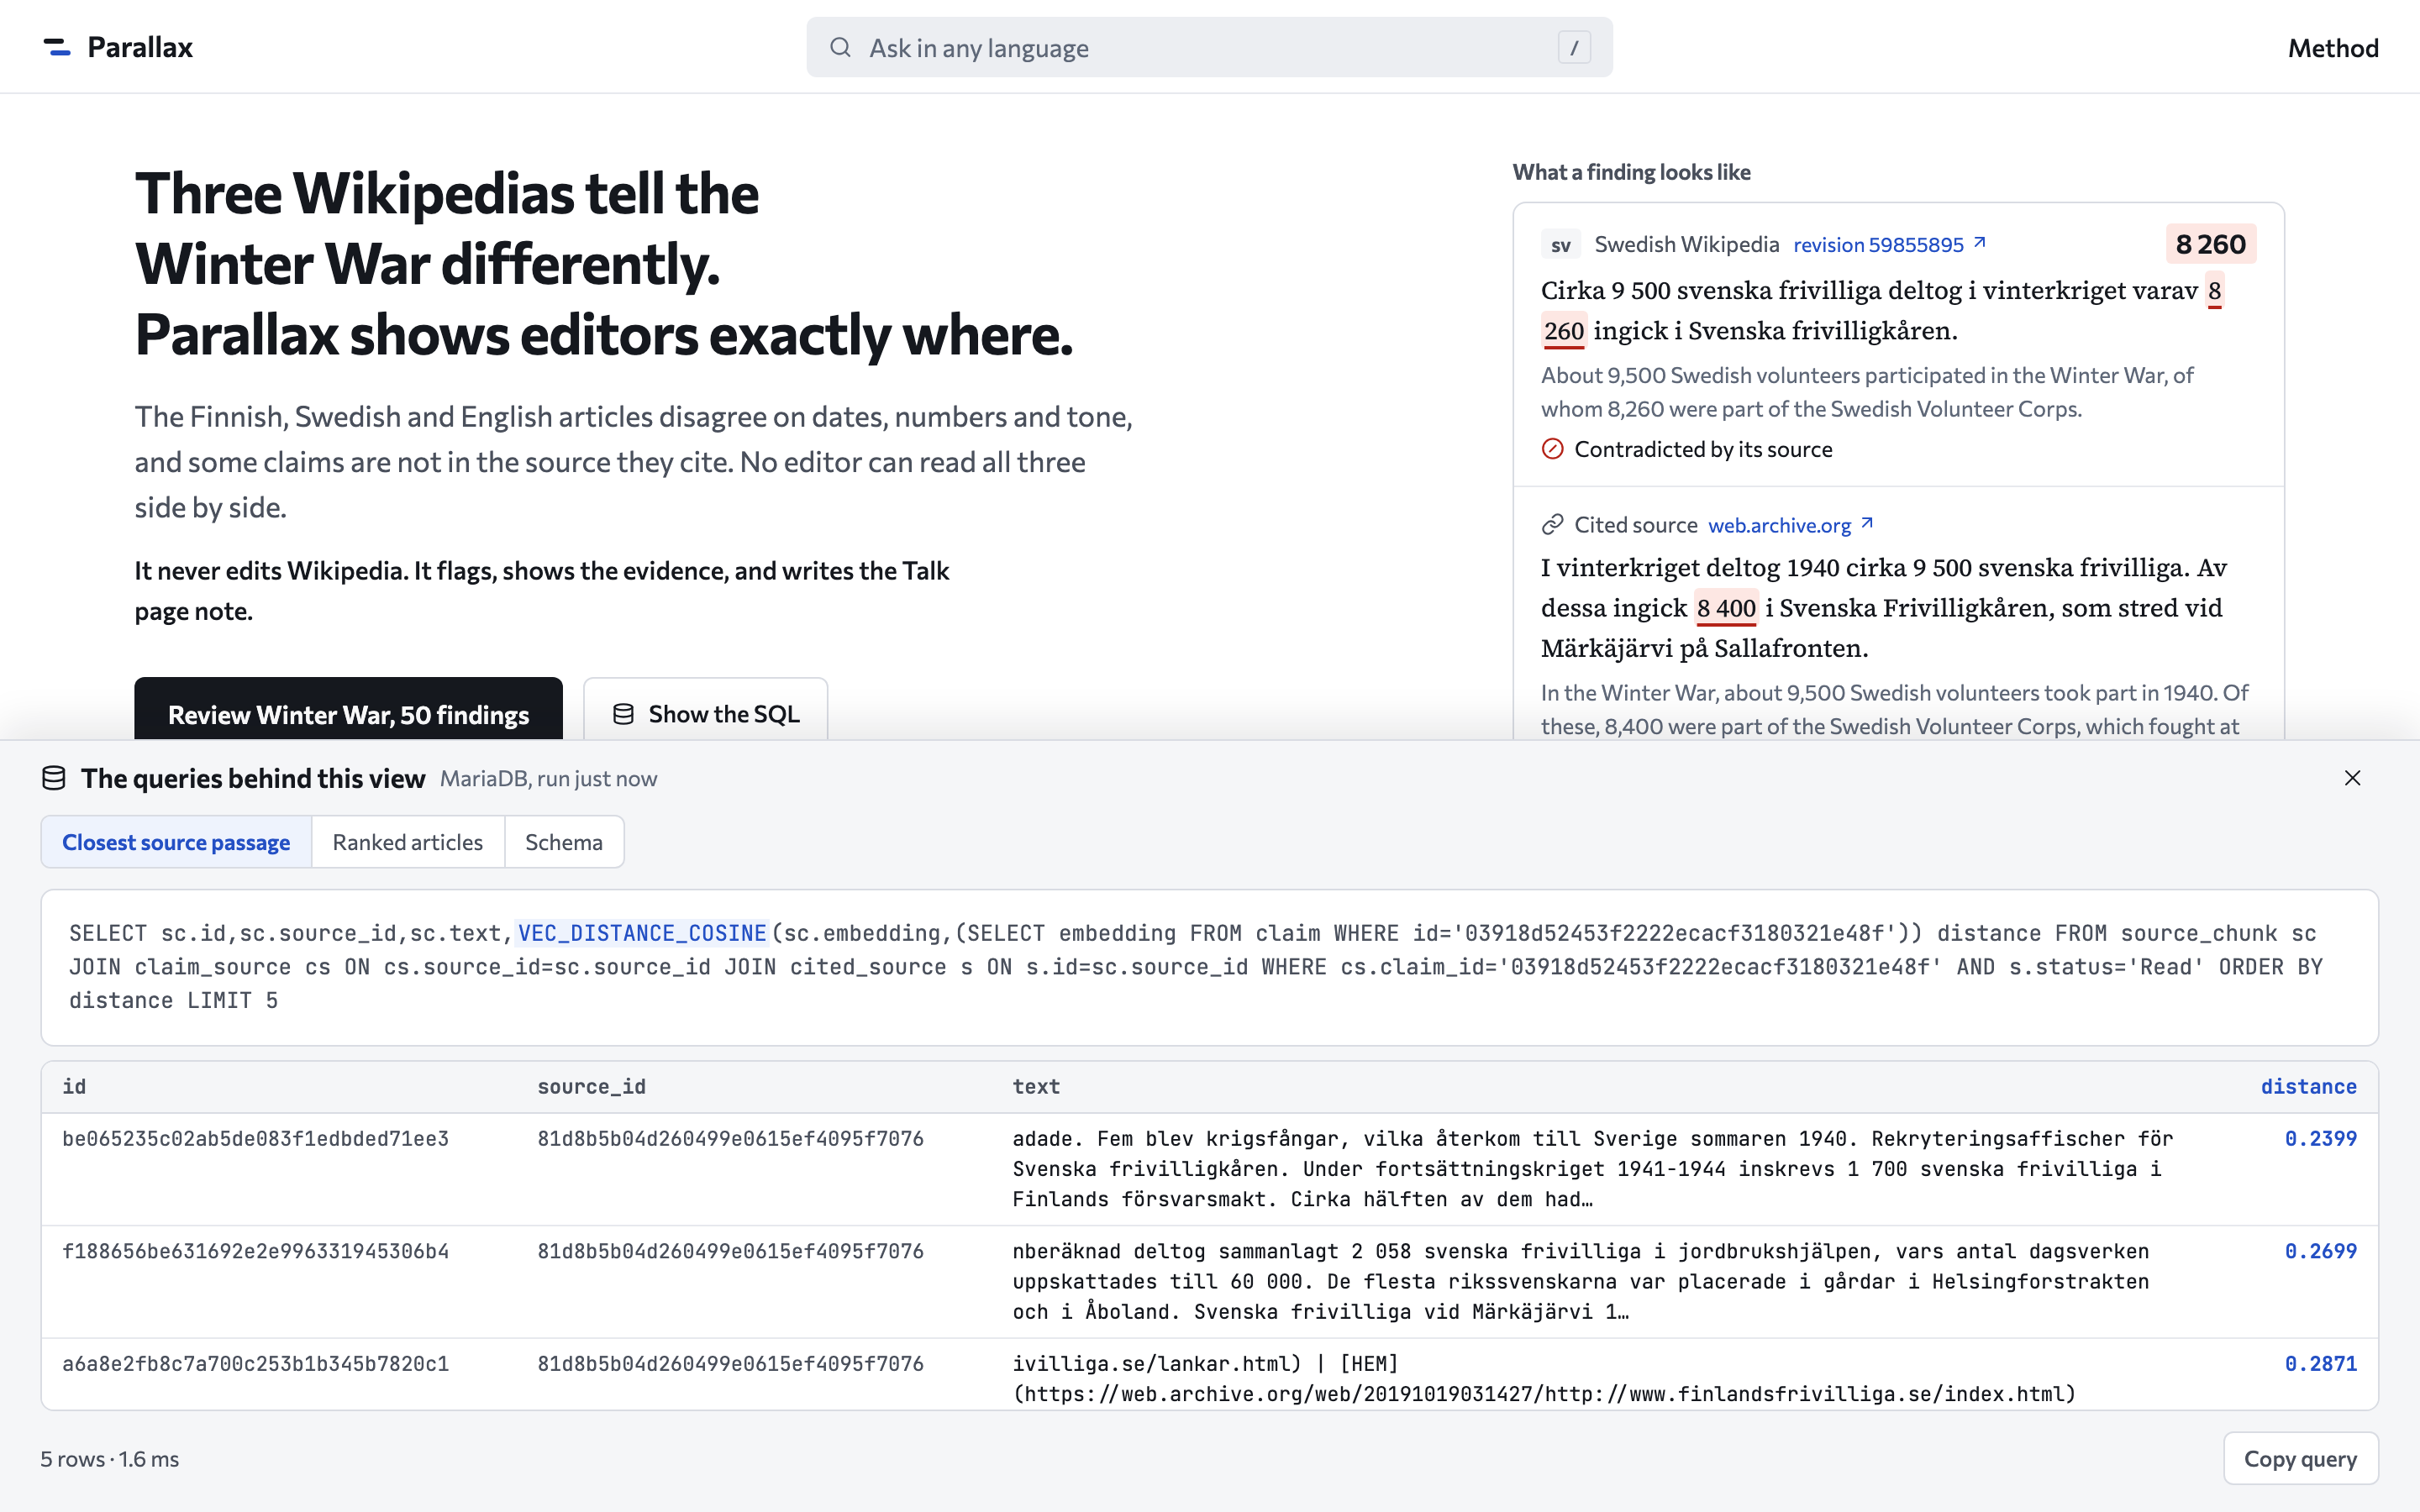 Parallax
Ask in any language
/
Method
Three Wikipedias tell the
Winter War differently.
Parallax shows editors exactly where.
The Finnish, Swedish and English articles disagree on dates, numbers and tone,
and some claims are not in the source they cite. No editor can read all three
side by side.
It never edits Wikipedia. It flags, shows the evidence, and writes the Talk
page note.
Review Winter War, 50 findings
Show the SQL
What a finding looks like
sv Swedish Wikipedia revision 59855895 ↗ 8 260
Cirka 9 500 svenska frivilliga deltog i vinterkriget varav 8
260 ingick i Svenska frivilligkåren.
About 9,500 Swedish volunteers participated in the Winter War, of
whom 8,260 were part of the Swedish Volunteer Corps.
Contradicted by its source
Cited source web.archive.org ↗
I vinterkriget deltog 1940 cirka 9 500 svenska frivilliga. Av
dessa ingick 8 400 i Svenska Frivilligkåren, som stred vid
Märkäjärvi på Sallafronten.
In the Winter War, about 9,500 Swedish volunteers took part in 1940. Of
these, 8,400 were part of the Swedish Volunteer Corps, which fought at
The queries behind this view MariaDB, run just now
Closest source passage Ranked articles Schema
SELECT sc.id,sc.source_id,sc.text,VEC_DISTANCE_COSINE(sc.embedding,(SELECT embedding FROM claim WHERE id='03918d52453f2222ecacf3180321e48f')) distance FROM source_chunk sc
JOIN claim_source cs ON cs.source_id=sc.source_id JOIN cited_source s ON s.id=sc.source_id WHERE cs.claim_id='03918d52453f2222ecacf3180321e48f' AND s.status='Read' ORDER BY
distance LIMIT 5
id source_id text distance
be065235c02ab5de083f1edbded71ee3 81d8b5b04d260499e0615ef4095f7076 adade. Fem blev krigsfångar, vilka återkom till Sverige sommaren 1940. Rekryteringsaffischer för 0.2399
Svenska frivilligkåren. Under fortsättningskriget 1941-1944 inskrevs 1 700 svenska frivilliga i
Finlands försvarsmakt. Cirka hälften av dem had…
f188656be631692e2e996331945306b4 81d8b5b04d260499e0615ef4095f7076 nberäknad deltog sammanlagt 2 058 svenska frivilliga i jordbrukshjälpen, vars antal dagsverken 0.2699
uppskattades till 60 000. De flesta rikssvenskarna var placerade i gårdar i Helsingforstrakten
och i Åboland. Svenska frivilliga vid Märkäjärvi 1…
a6a8e2fb8c7a700c253b1b345b7820c1 81d8b5b04d260499e0615ef4095f7076 ivilliga.se/lankar.html) | [HEM] 0.2871
(https://web.archive.org/web/20191019031427/http://www.finlandsfrivilliga.se/index.html)
5 rows · 1.6 ms
Copy query